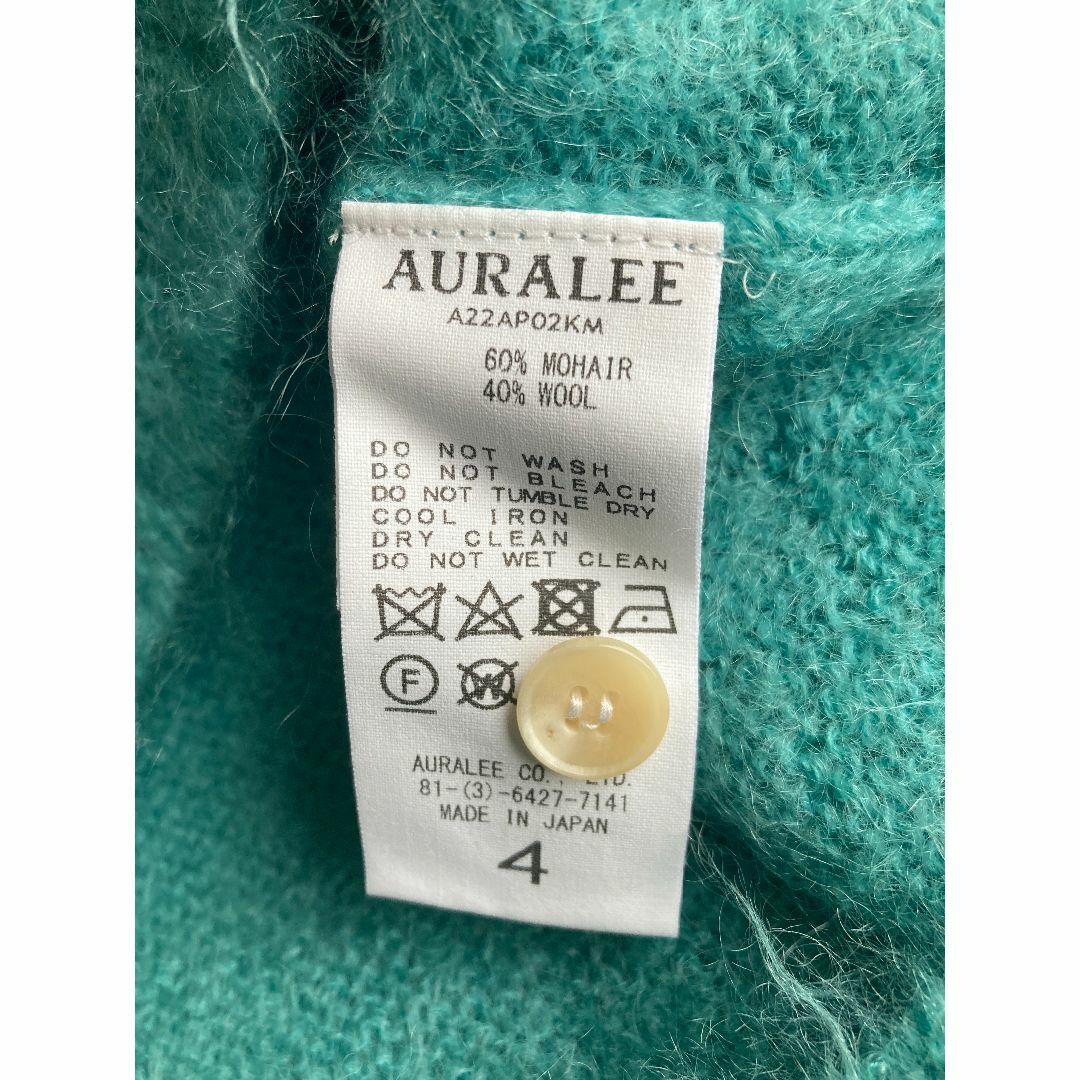 AURALEE
A22AP02KM
60% MOHAIR
40% WOOL
DO NOT WASH
DO NOT BLEACH
DO NOT TUMBLE DRY
COOL IRON
DRY CLEAN
DO NOT WET CLEAN
F W
AURALEE CO., LTD.
81-(3)-6427-7141
MADE IN JAPAN
4